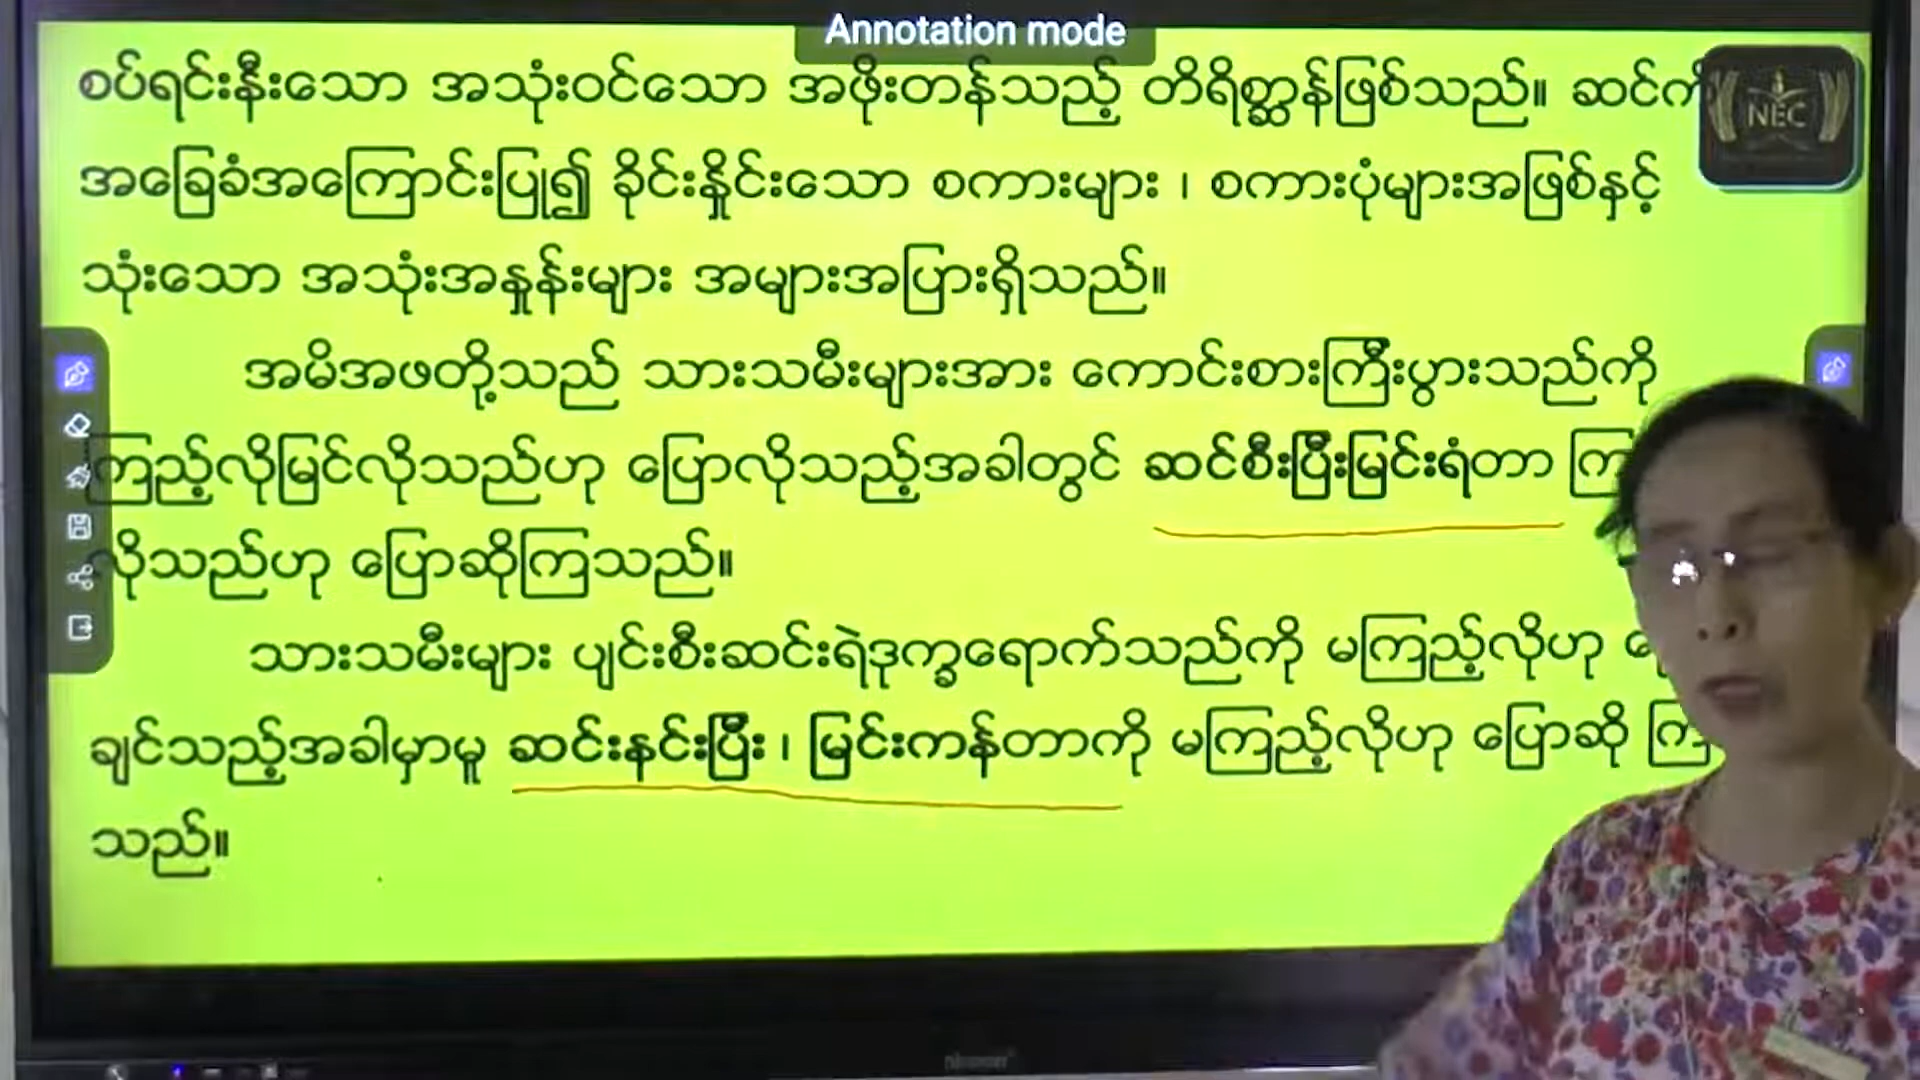 Annotation mode
စပ်ရင်းနှီးသော အသုံးဝင်သော အဖိုးတန်သည့် တိရိစ္ဆာန်ဖြစ်သည်။
NEC
အခြေခံအကြောင်းပြု၍ ခိုင်းနှိုင်းသော စကားများ ၊ စကားပုံများအဖြစ်နှင့်
သုံးသော အသုံးအနှုန်းများ အများအပြားရှိသည်။
အမိအဖတို့သည် သားသမီးများအား ကောင်းစားကြီးပွားသည်ကို
ကြည့်လိုမြင်လိုသည်ဟု ပြောလိုသည့်အခါတွင် ဆင်စီးပြီးမြင်းရံတာ
လိုသည်ဟု ပြောဆိုကြသည်။
သားသမီးများ ပျင်းစီးဆင်းရဲဒုက္ခရောက်သည်ကို မကြည့်လိုဟု
ချင်သည့်အခါမှာမူ ဆင်းနင်းပြီး ၊ မြင်းကန်တာကို မကြည့်လိုဟု ပြောဆို
သည်။